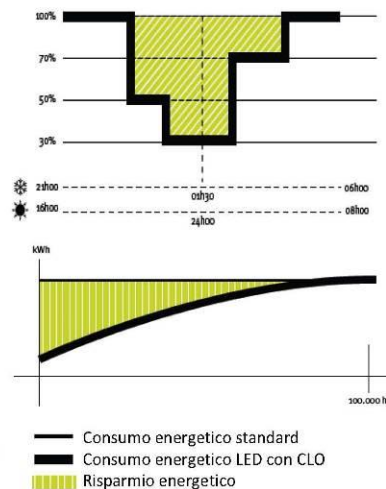 100%
70%
50%
30%
21h00 01h30 06h00
16h00 24h00 08h00
kWh
100.000 h
Consumo energetico standard
Consumo energetico LED con CLO
Risparmio energetico